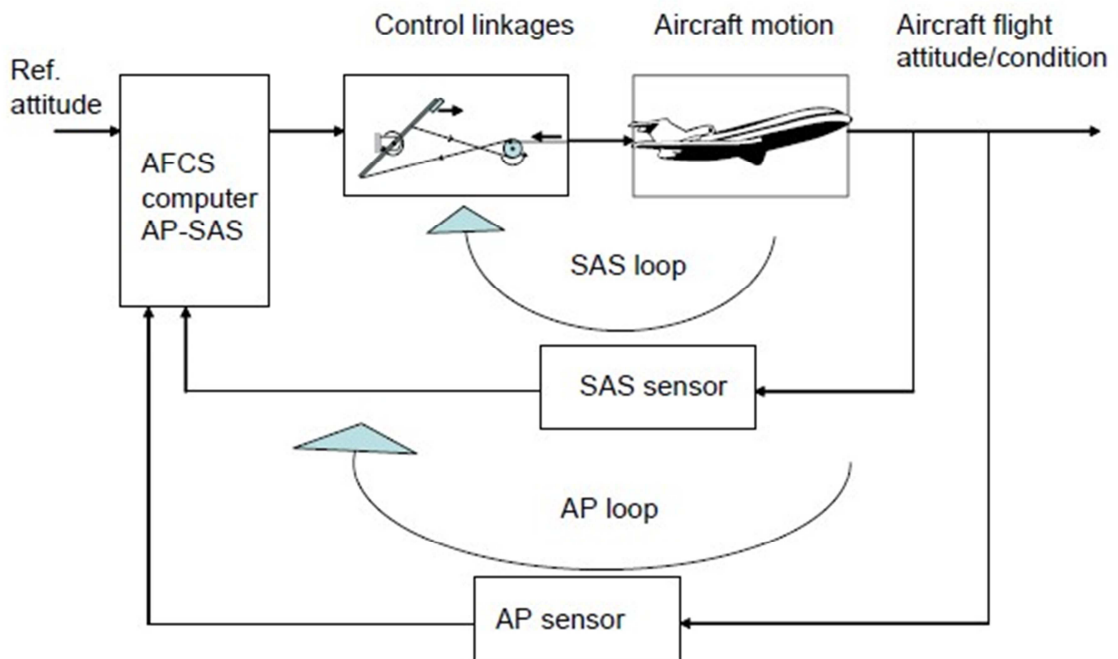 Control linkages
Aircraft motion
Aircraft flight
attitude/condition
Ref.
attitude
AFCS
computer
AP-SAS
SAS loop
SAS sensor
AP loop
AP sensor